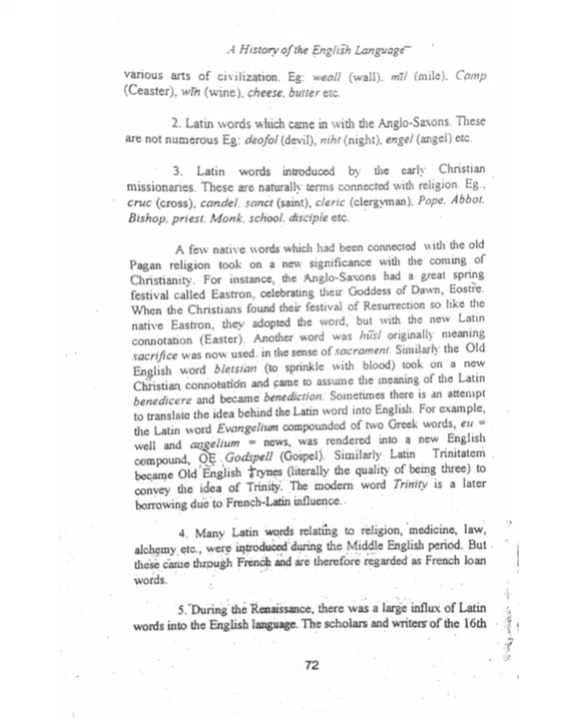 A History of the English Language
various arts of civilization. Eg: weall (wall), mīl (mile), Camp
(Ceaster), wīn (wine), cheese, butter etc.
2. Latin words which came in with the Anglo-Saxons. These
are not numerous Eg: deofol (devil), niht (night), engel (angel) etc.
3. Latin words introduced by the early Christian
missionaries. These are naturally terms connected with religion. Eg.,
cruc (cross), candel, sanct (saint), cleric (clergyman), Pope, Abbot,
Bishop, priest, Monk, school, disciple etc.
A few native words which had been connected with the old
Pagan religion took on a new significance with the coming of
Christianity. For instance, the Anglo-Saxons had a great spring
festival called Eastron, celebrating their Goddess of Dawn, Eostre.
When the Christians found their festival of Resurrection so like the
native Eastron, they adopted the word, but with the new Latin
connotation (Easter). Another word was hūsl originally meaning
sacrifice was now used. in the sense of sacrament. Similarly the Old
English word bletsian (to sprinkle with blood) took on a new
Christian connotation and came to assume the meaning of the Latin
benedicere and became benediction. Sometimes there is an attempt
to translate the idea behind the Latin word into English. For example,
the Latin word Evangelium compounded of two Greek words, eu =
well and angelium = news, was rendered into a new English
compound, OE Godspell (Gospel). Similarly Latin Trinitatem
became Old English trynes (literally the quality of being three) to
convey the idea of Trinity. The modern word Trinity is a later
borrowing due to French-Latin influence.
4. Many Latin words relating to religion, medicine, law,
alchemy etc., were introduced during the Middle English period. But
these came through French and are therefore regarded as French loan
words.
5. During the Renaissance, there was a large influx of Latin
words into the English language. The scholars and writers of the 16th
72